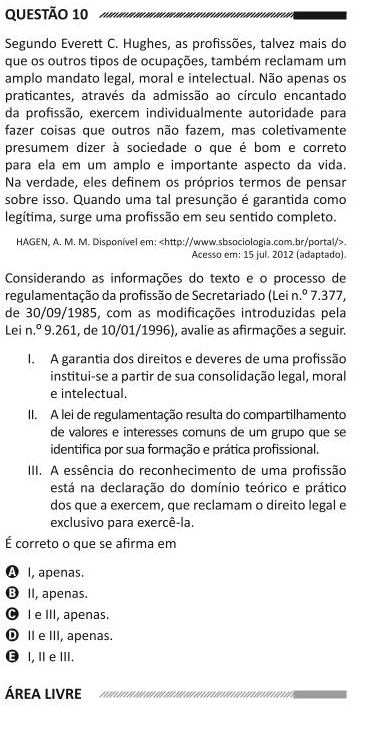 QUESTÃO 10
Segundo Everett C. Hughes, as profissões, talvez mais do
que os outros tipos de ocupações, também reclamam um
amplo mandato legal, moral e intelectual. Não apenas os
praticantes, através da admissão ao círculo encantado
da profissão, exercem individualmente autoridade para
fazer coisas que outros não fazem, mas coletivamente
presumem dizer à sociedade o que é bom e correto
para ela em um amplo e importante aspecto da vida.
Na verdade, eles definem os próprios termos de pensar
sobre isso. Quando uma tal presunção é garantida como
legítima, surge uma profissão em seu sentido completo.
HAGEN, A. M. M. Disponível em: <http://www.sbsociologia.com.br/portal/>.
Acesso em: 15 jul. 2012 (adaptado).
Considerando as informações do texto e o processo de
regulamentação da profissão de Secretariado (Lei n.º 7.377,
de 30/09/1985, com as modificações introduzidas pela
Lei n.º 9.261, de 10/01/1996), avalie as afirmações a seguir.
I. A garantia dos direitos e deveres de uma profissão
institui-se a partir de sua consolidação legal, moral
e intelectual.
II. A lei de regulamentação resulta do compartilhamento
de valores e interesses comuns de um grupo que se
identifica por sua formação e prática profissional.
III. A essência do reconhecimento de uma profissão
está na declaração do domínio teórico e prático
dos que a exercem, que reclamam o direito legal e
exclusivo para exercê-la.
É correto o que se afirma em
A I, apenas.
B II, apenas.
C I e III, apenas.
D II e III, apenas.
E I, II e III.
ÁREA LIVRE